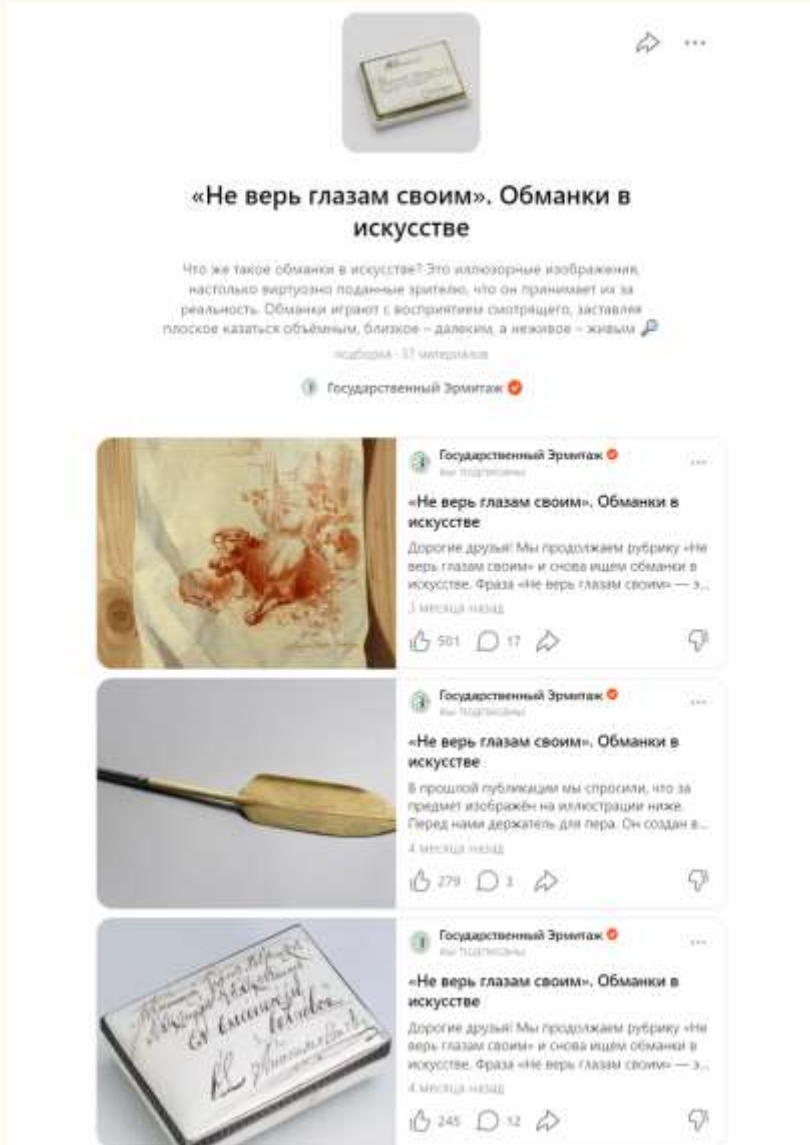 «Не верь глазам своим». Обманки в
искусстве
Что же такое обманки в искусстве? Это иллюзорные изображения,
настолько виртуозно поданные зрителю, что он принимает их за
реальность. Обманки играют с восприятием смотрящего, заставляя
плоское казаться объёмным, близкое – далеким, а неживое – живым
подборка · 37 материалов
Государственный Эрмитаж
Государственный Эрмитаж
вы подписаны
«Не верь глазам своим». Обманки в
искусстве
Дорогие друзья! Мы продолжаем рубрику «Не
верь глазам своим» и снова ищем обманки в
искусстве. Фраза «Не верь глазам своим» — э...
3 месяца назад
501 17
Государственный Эрмитаж
вы подписаны
«Не верь глазам своим». Обманки в
искусстве
В прошлой публикации мы спросили, что за
предмет изображён на иллюстрации ниже.
Перед нами держатель для пера. Он создан в...
4 месяца назад
279 3
Государственный Эрмитаж
вы подписаны
«Не верь глазам своим». Обманки в
искусстве
Дорогие друзья! Мы продолжаем рубрику «Не
верь глазам своим» и снова ищем обманки в
искусстве. Фраза «Не верь глазам своим» — э...
4 месяца назад
245 12